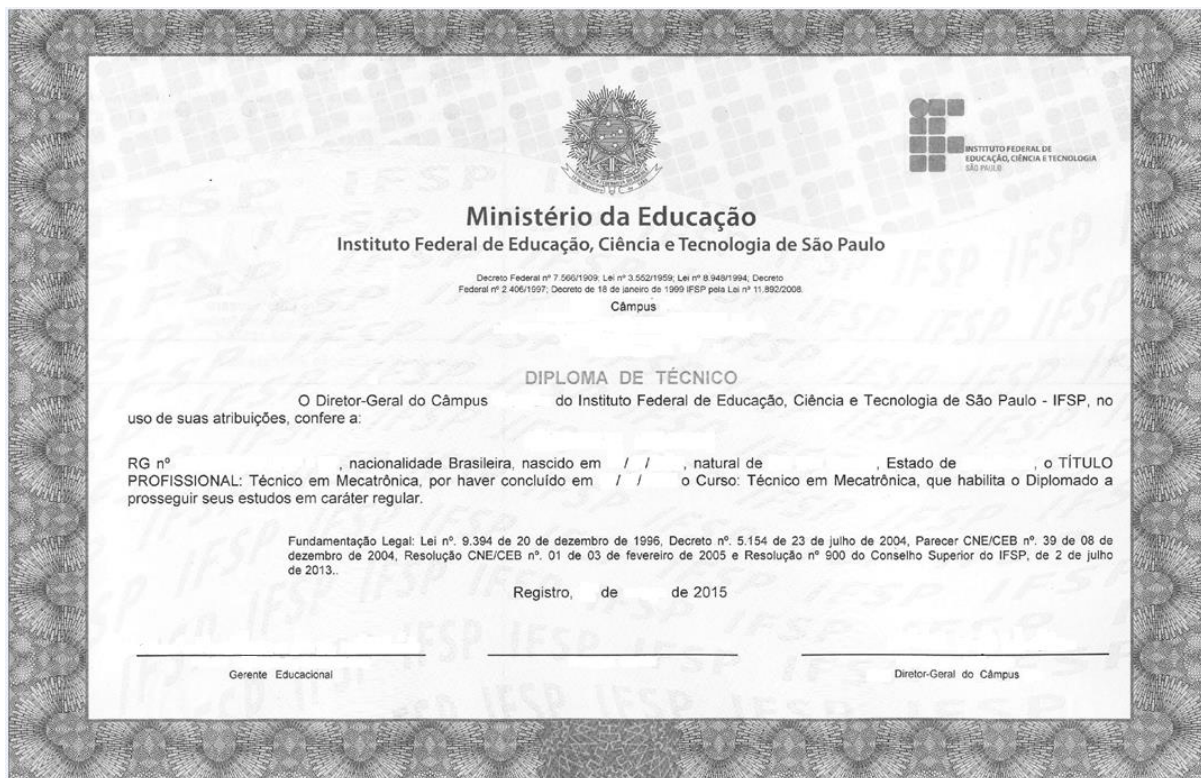 INSTITUTO FEDERAL DE
EDUCAÇÃO, CIÊNCIA E TECNOLOGIA
SÃO PAULO
Ministério da Educação
Instituto Federal de Educação, Ciência e Tecnologia de São Paulo
Decreto Federal nº 7.566/1909; Lei nº 3.552/1959; Lei nº 8.948/1994; Decreto
Federal nº 2.406/1997; Decreto de 18 de janeiro de 1999 IFSP pela Lei nº 11.892/2008.
Câmpus
DIPLOMA DE TÉCNICO
O Diretor-Geral do Câmpus do Instituto Federal de Educação, Ciência e Tecnologia de São Paulo - IFSP, no
uso de suas atribuições, confere a:
RG nº , nacionalidade Brasileira, nascido em / / , natural de , Estado de , o TÍTULO
PROFISSIONAL: Técnico em Mecatrônica, por haver concluído em / / o Curso: Técnico em Mecatrônica, que habilita o Diplomado a
prosseguir seus estudos em caráter regular.
Fundamentação Legal: Lei nº. 9.394 de 20 de dezembro de 1996, Decreto nº. 5.154 de 23 de julho de 2004, Parecer CNE/CEB nº. 39 de 08 de
dezembro de 2004, Resolução CNE/CEB nº. 01 de 03 de fevereiro de 2005 e Resolução nº 900 do Conselho Superior do IFSP, de 2 de julho
de 2013..
Registro, de de 2015
Gerente Educacional
Diretor-Geral do Câmpus